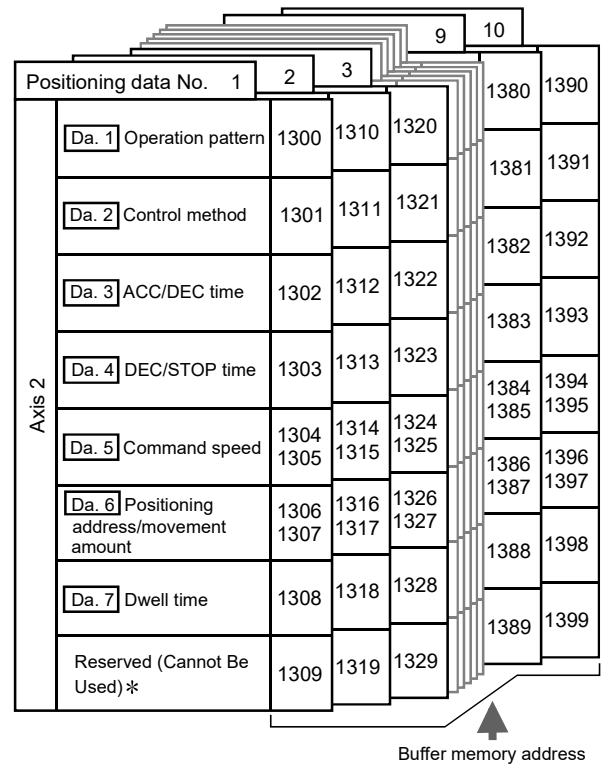 10
9
3
2
Positioning data No. 1
Axis 2
Da. 1 Operation pattern 1300 1310 1320 1380 1390
Da. 2 Control method 1301 1311 1321 1381 1391
Da. 3 ACC/DEC time 1302 1312 1322 1382 1392
Da. 4 DEC/STOP time 1303 1313 1323 1383 1393
Da. 5 Command speed 1304 1314 1324 1384 1394
1305 1315 1325 1385 1395
Da. 6 Positioning
address/movement
amount
1306 1316 1326 1386 1396
1307 1317 1327 1387 1397
Da. 7 Dwell time 1308 1318 1328 1388 1398
Reserved (Cannot Be
Used)* 1309 1319 1329 1389 1399
Buffer memory address